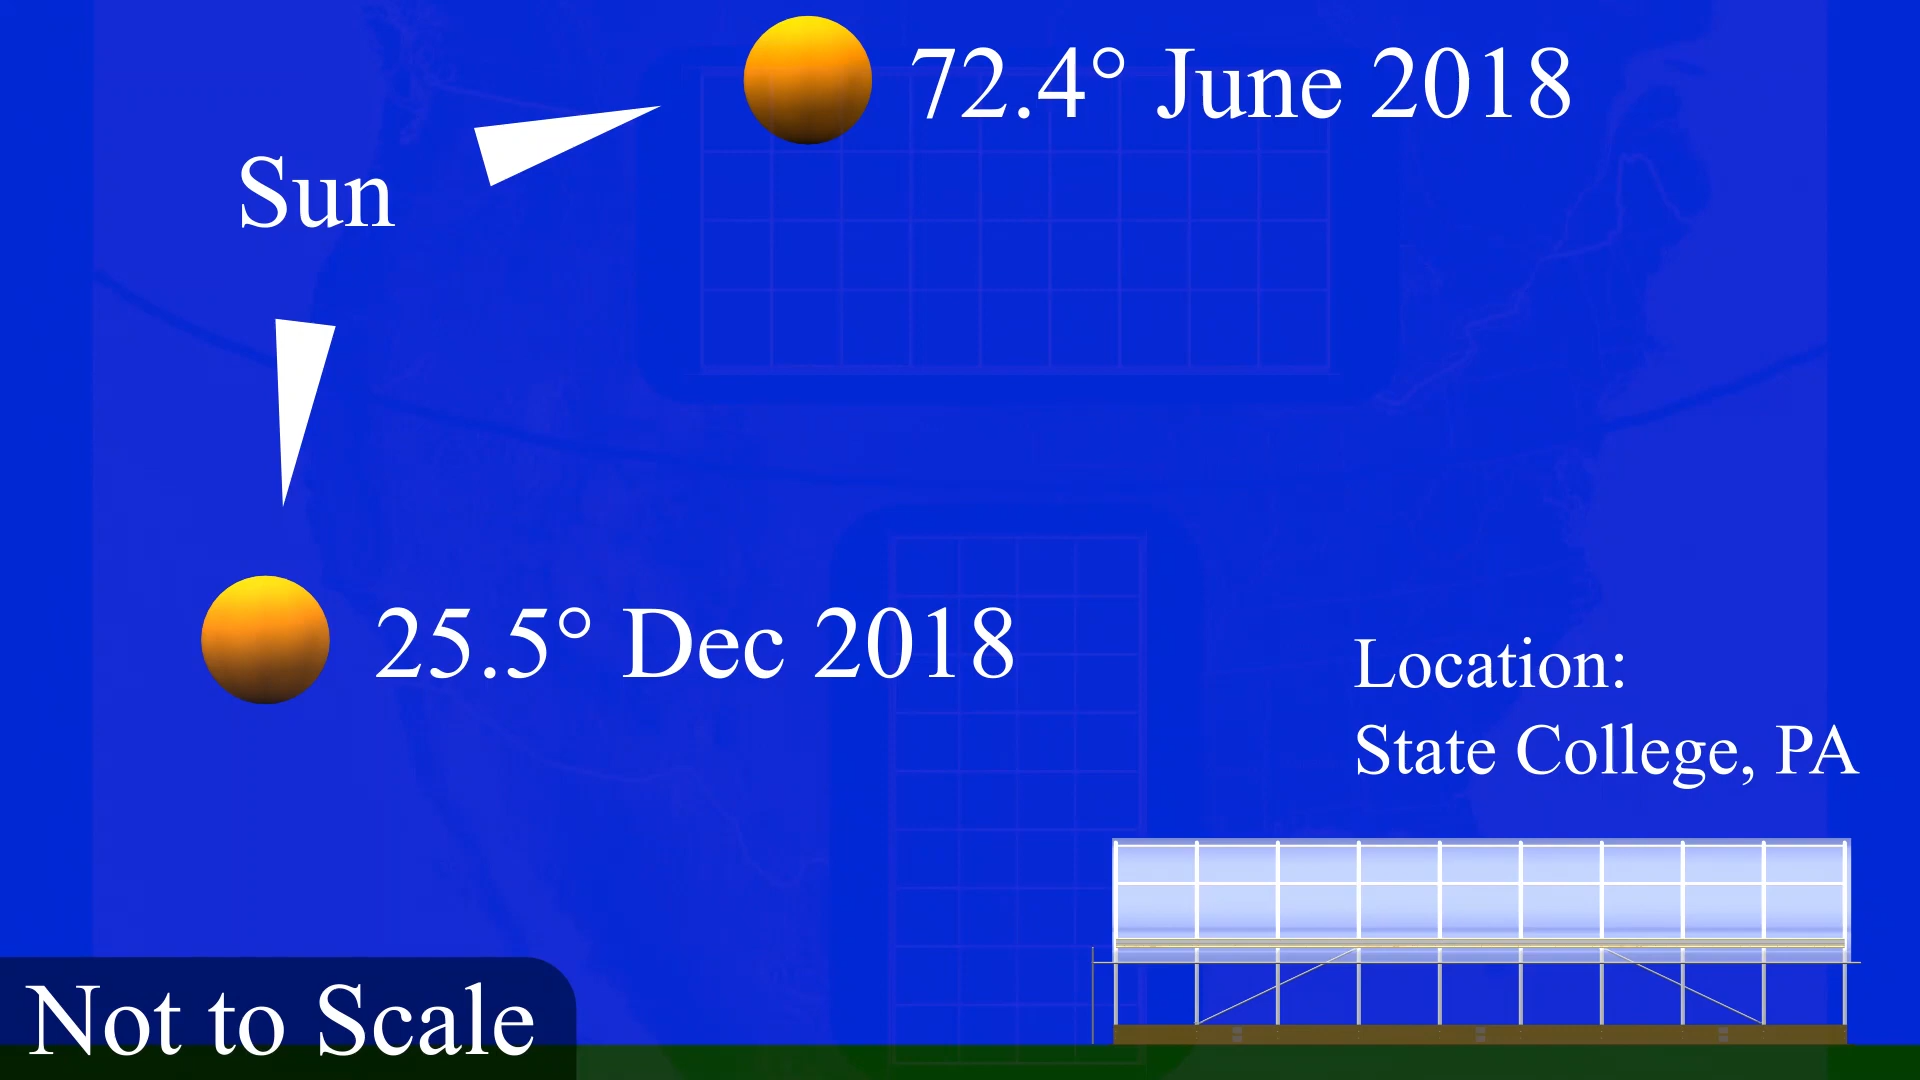 72.4° June 2018
Sun
25.5° Dec 2018
Location:
State College, PA
Not to Scale